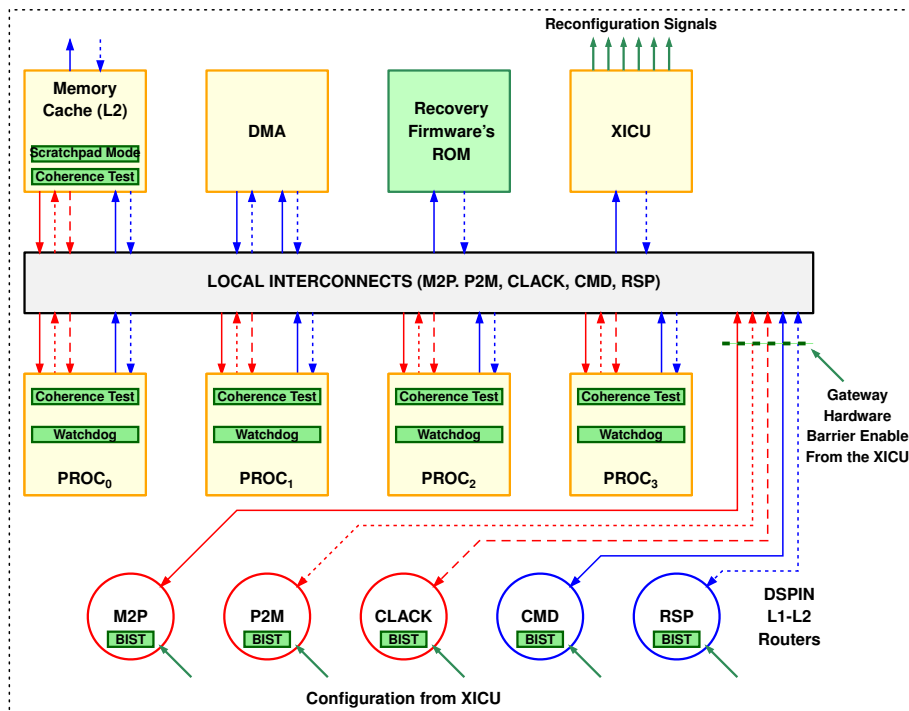 Reconfiguration Signals
Memory
Cache (L2)
Scratchpad Mode
Coherence Test
DMA
Recovery
Firmware's
ROM
XICU
LOCAL INTERCONNECTS (M2P. P2M, CLACK, CMD, RSP)
Coherence Test
Watchdog
PROC0
Coherence Test
Watchdog
PROC1
Coherence Test
Watchdog
PROC2
Coherence Test
Watchdog
PROC3
Gateway
Hardware
Barrier Enable
From the XICU
M2P
BIST
P2M
BIST
CLACK
BIST
CMD
BIST
RSP
BIST
DSPIN
L1-L2
Routers
Configuration from XICU